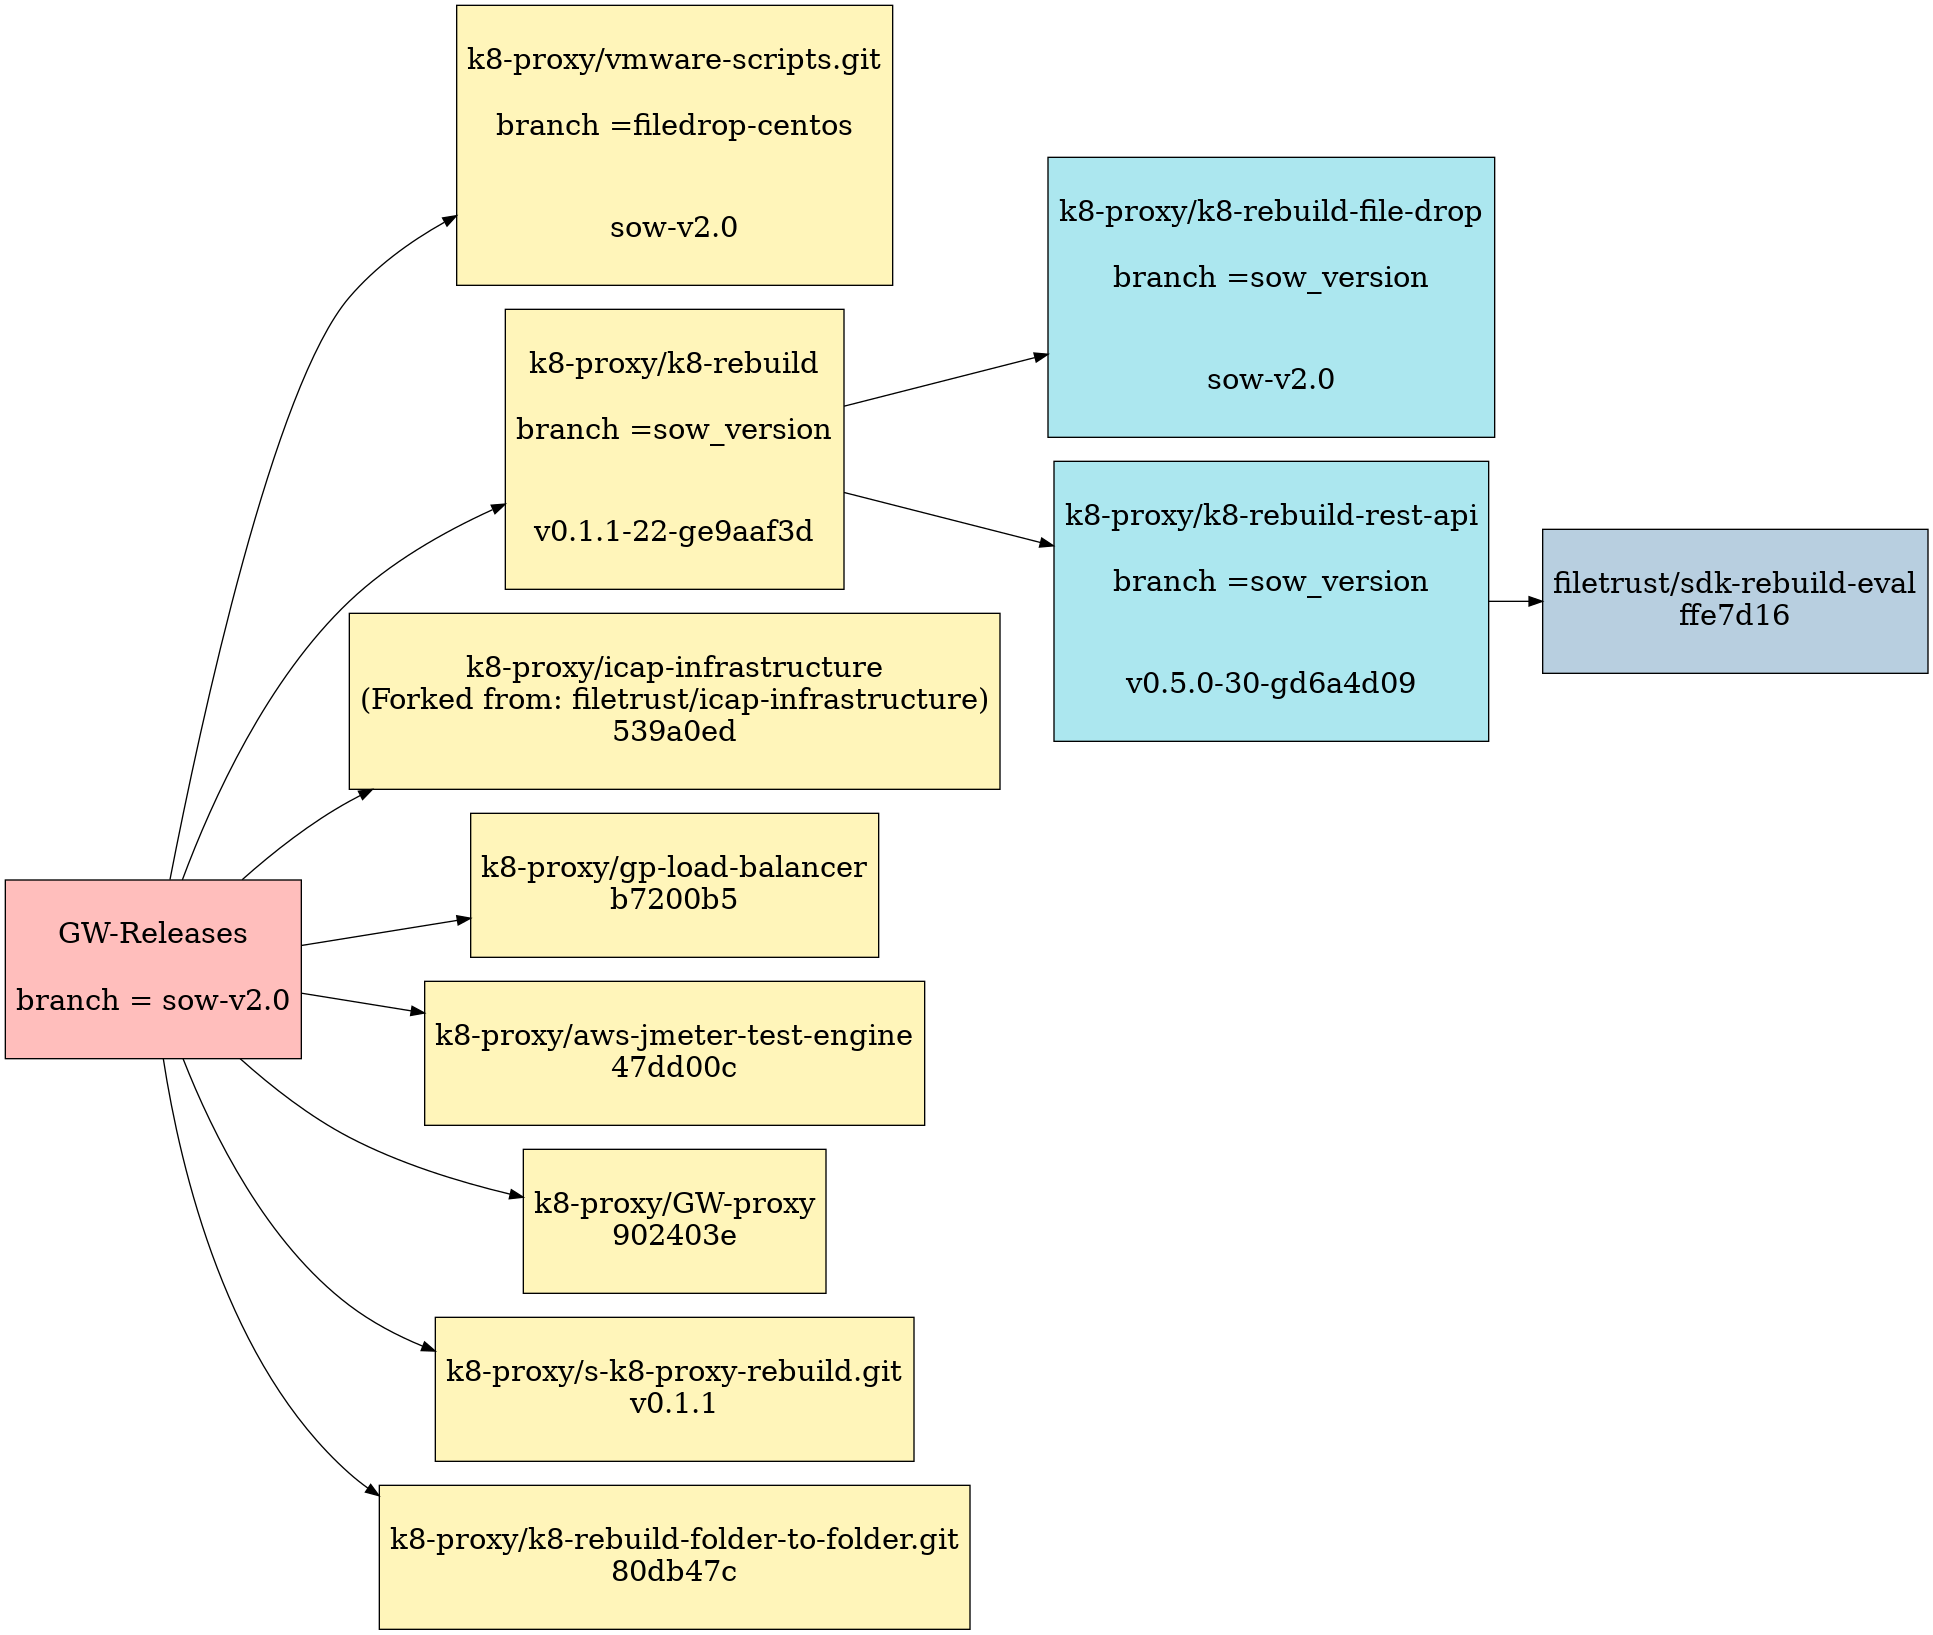 k8-proxy/vmware-scripts.git
branch =filedrop-centos
sow-v2.0
k8-proxy/k8-rebuild-file-drop
branch =sow_version
sow-v2.0
k8-proxy/k8-rebuild
branch =sow_version
v0.1.1-22-ge9aaf3d
k8-proxy/k8-rebuild-rest-api
branch =sow_version
v0.5.0-30-gd6a4d09
filetrust/sdk-rebuild-eval
ffe7d16
k8-proxy/icap-infrastructure
(Forked from: filetrust/icap-infrastructure)
539a0ed
k8-proxy/gp-load-balancer
b7200b5
GW-Releases
branch = sow-v2.0
k8-proxy/aws-jmeter-test-engine
47dd00c
k8-proxy/GW-proxy
902403e
k8-proxy/s-k8-proxy-rebuild.git
v0.1.1
k8-proxy/k8-rebuild-folder-to-folder.git
80db47c